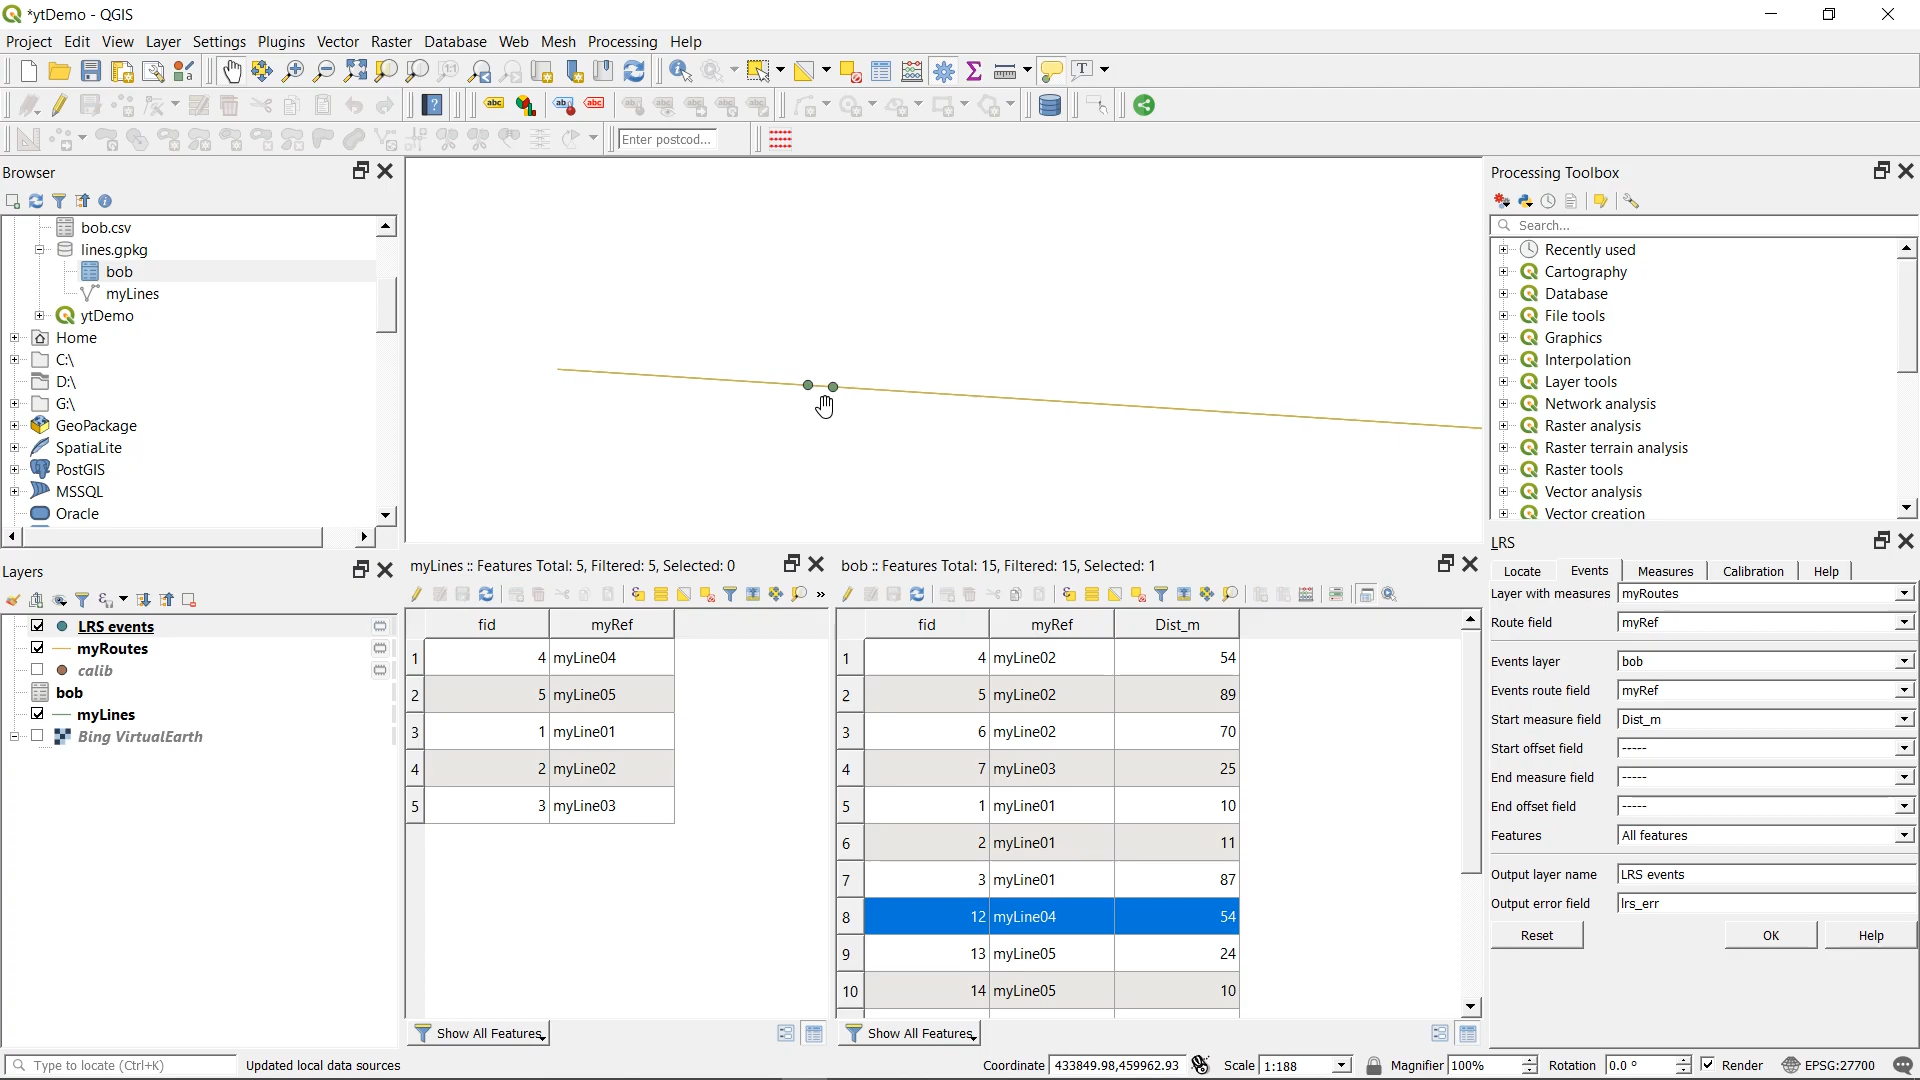 *ytDemo - QGIS
Project Edit View Layer Settings Plugins Vector Raster Database Web Mesh Processing Help
abc ab abc
Enter postcod...
Browser
bob.csv
lines.gpkg
bob
myLines
ytDemo
Home
C:\
D:\
G:\
GeoPackage
SpatiaLite
PostGIS
MSSQL
Oracle
Layers
LRS events
myRoutes
calib
bob
myLines
Bing VirtualEarth
myLines :: Features Total: 5, Filtered: 5, Selected: 0
fid myRef
1 4 myLine04
2 5 myLine05
3 1 myLine01
4 2 myLine02
5 3 myLine03
Show All Features
bob :: Features Total: 15, Filtered: 15, Selected: 1
fid myRef Dist_m
1 4 myLine02 54
2 5 myLine02 89
3 6 myLine02 70
4 7 myLine03 25
5 1 myLine01 10
6 2 myLine01 11
7 3 myLine01 87
8 12 myLine04 54
9 13 myLine05 24
10 14 myLine05 10
Show All Features
Processing Toolbox
Search...
Recently used
Cartography
Database
File tools
Graphics
Interpolation
Layer tools
Network analysis
Raster analysis
Raster terrain analysis
Raster tools
Vector analysis
Vector creation
LRS
Locate Events Measures Calibration Help
Layer with measures myRoutes
Route field myRef
Events layer bob
Events route field myRef
Start measure field Dist_m
Start offset field -----
End measure field -----
End offset field -----
Features All features
Output layer name LRS events
Output error field lrs_err
Reset OK Help
Type to locate (Ctrl+K) Updated local data sources Coordinate 433849.98,459962.93 Scale 1:188 Magnifier 100% Rotation 0.0 ° Render EPSG:27700